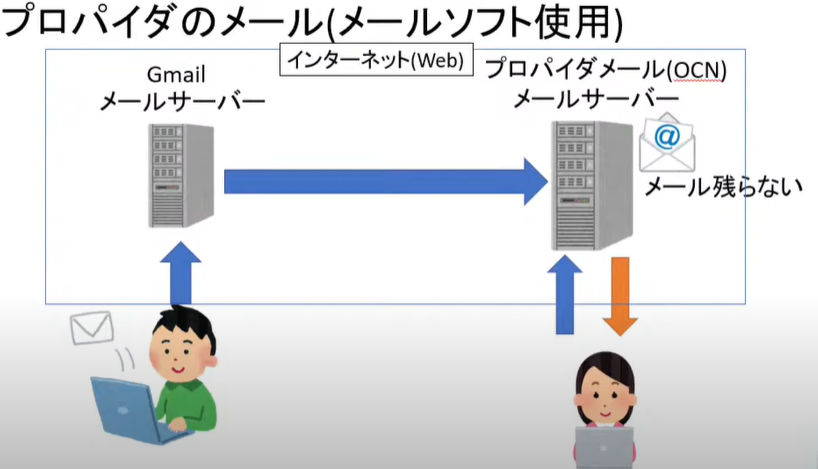 プロパイダのメール(メールソフト使用)
インターネット(Web)
Gmail
メールサーバー
プロパイダメール(OCN)
メールサーバー
@
メール残らない